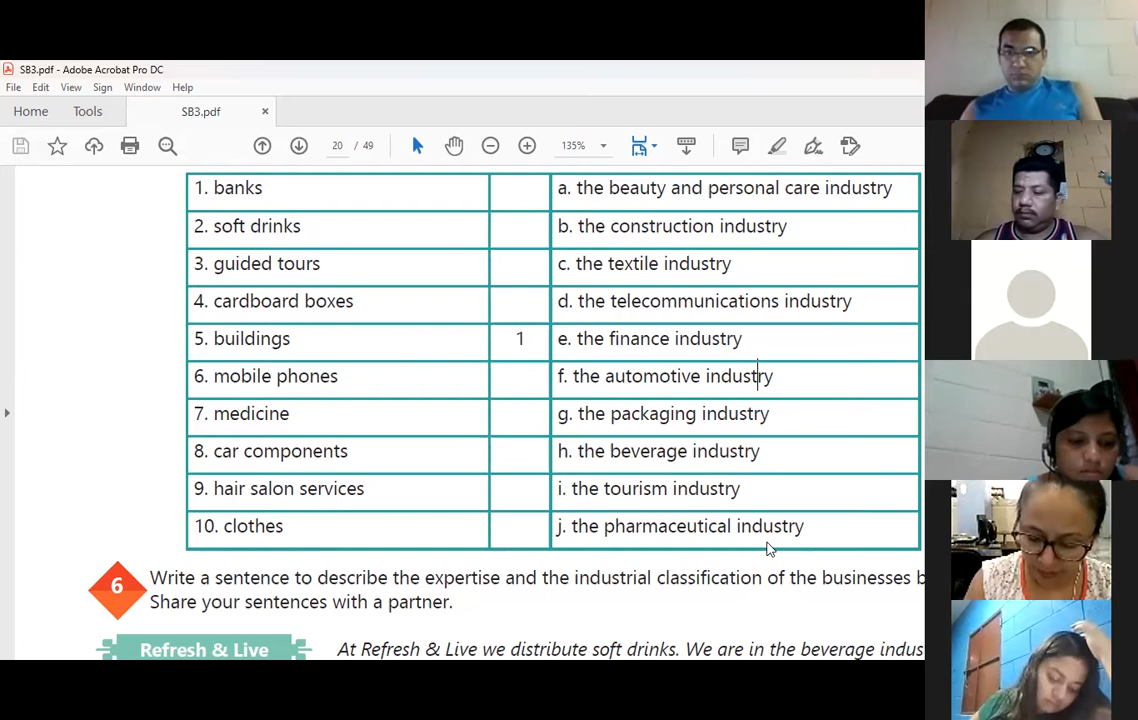 SB3.pdf - Adobe Acrobat Pro DC
File Edit View Sign Window Help
Home Tools SB3.pdf ×
20 / 49 135%
1. banks a. the beauty and personal care industry
2. soft drinks b. the construction industry
3. guided tours c. the textile industry
4. cardboard boxes d. the telecommunications industry
5. buildings 1 e. the finance industry
6. mobile phones f. the automotive industry
7. medicine g. the packaging industry
8. car components h. the beverage industry
9. hair salon services i. the tourism industry
10. clothes j. the pharmaceutical industry
6 Write a sentence to describe the expertise and the industrial classification of the businesses b
Share your sentences with a partner.
Refresh & Live At Refresh & Live we distribute soft drinks. We are in the beverage indus